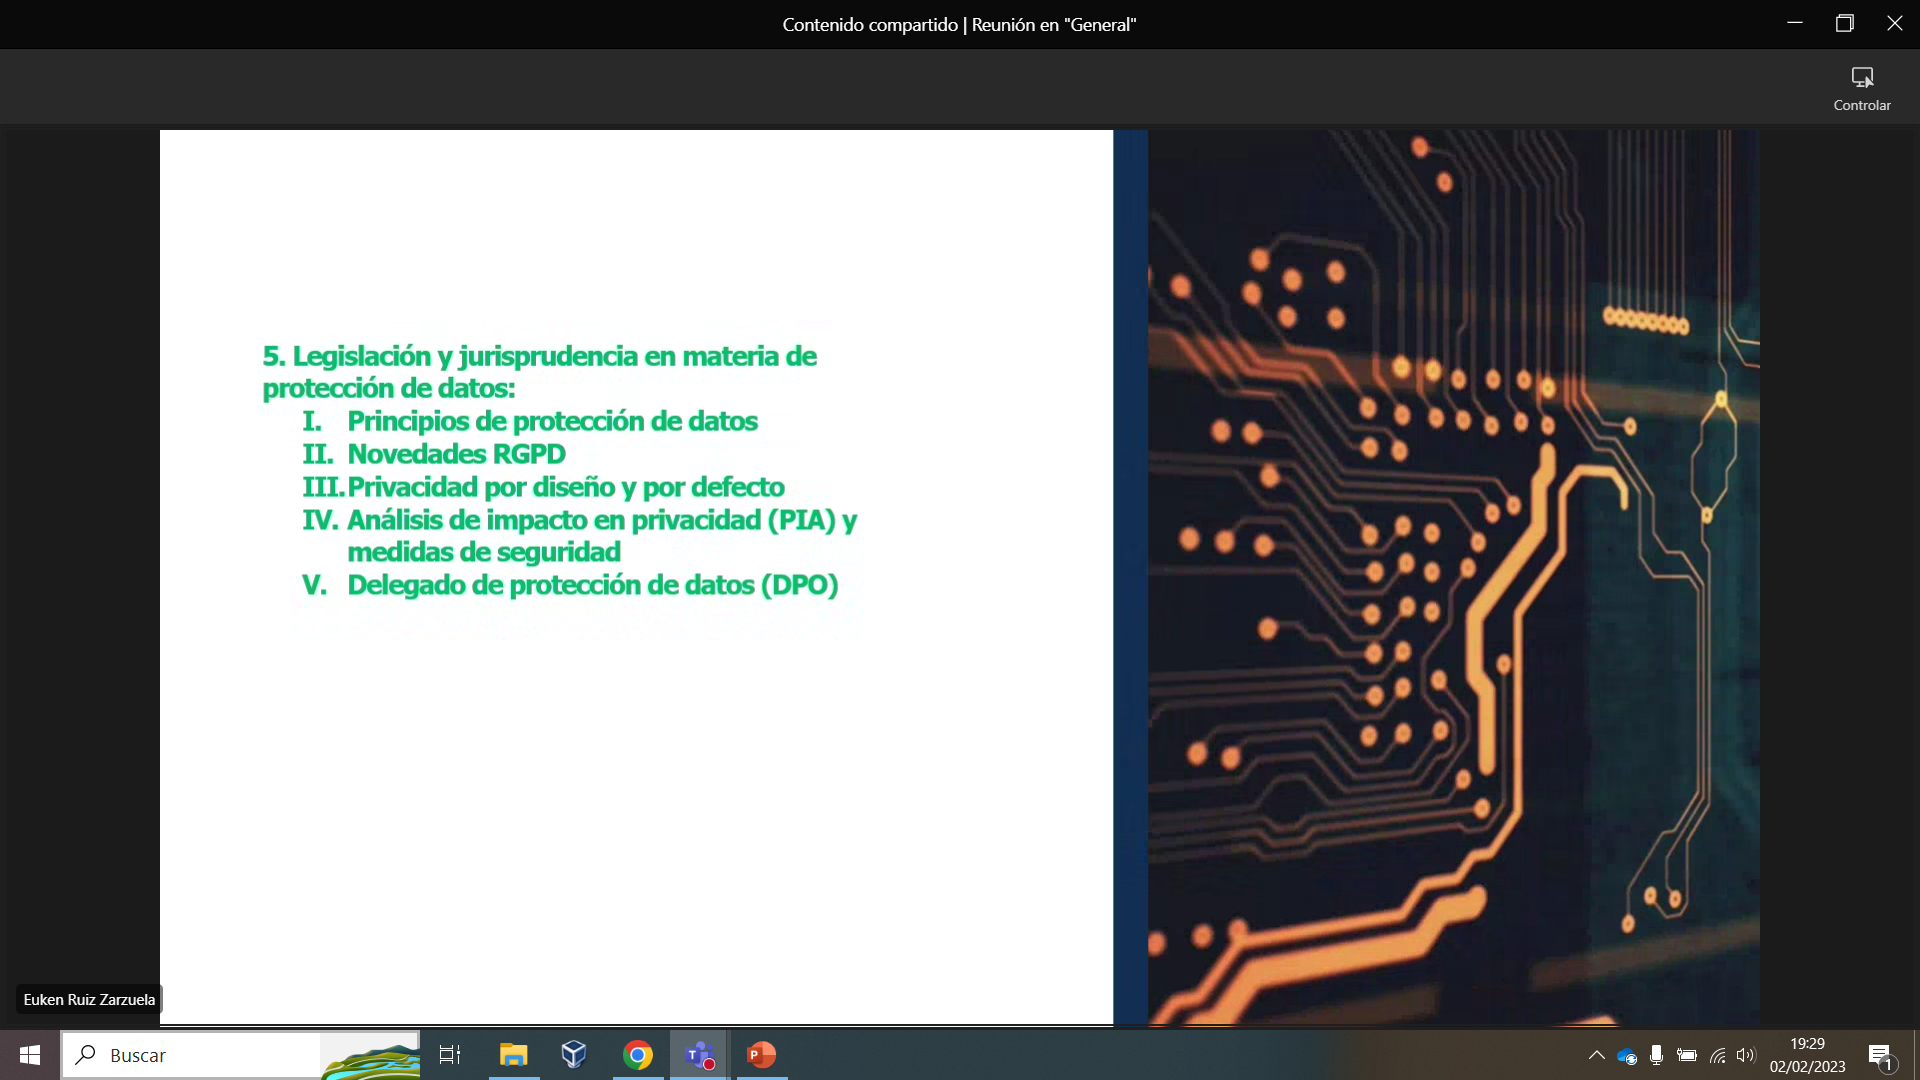 Contenido compartido | Reunión en "General"
Controlar
5. Legislación y jurisprudencia en materia de
protección de datos:
I. Principios de protección de datos
II. Novedades RGPD
III. Privacidad por diseño y por defecto
IV. Análisis de impacto en privacidad (PIA) y
medidas de seguridad
V. Delegado de protección de datos (DPO)
Euken Ruiz Zarzuela
Buscar
19:29
02/02/2023
1